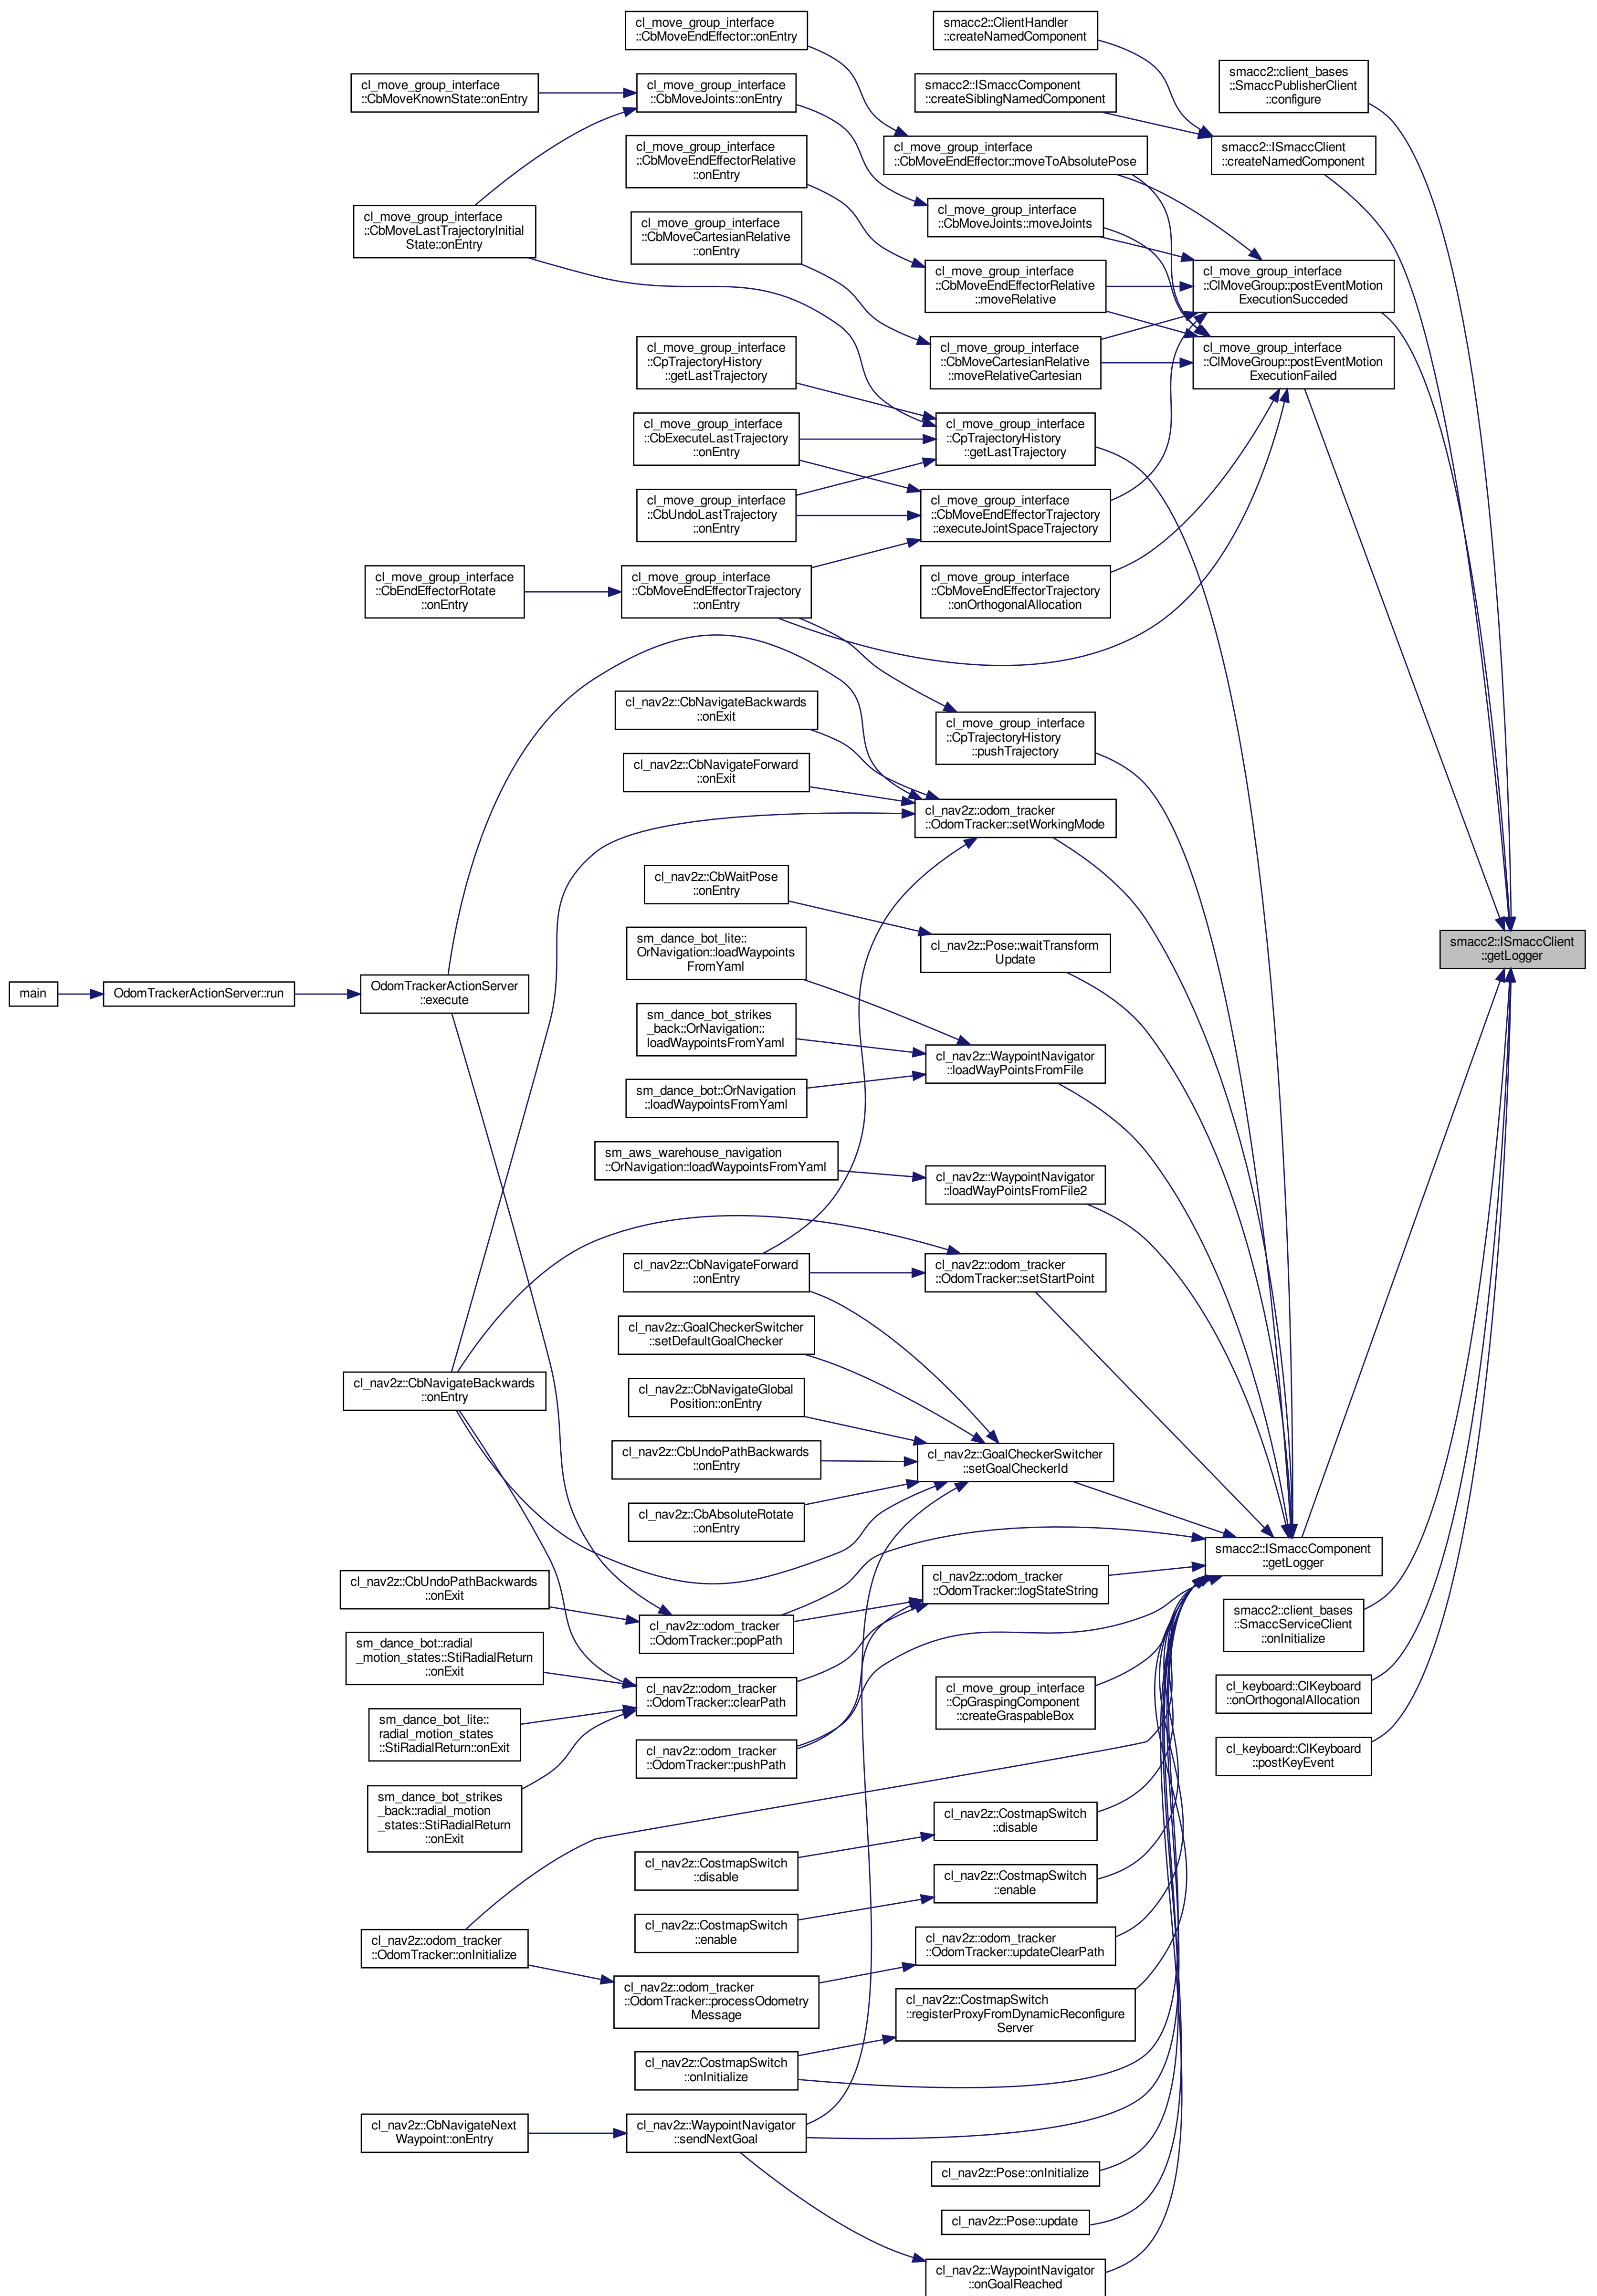 cl_move_group_interface
::CbMoveEndEffector::onEntry
smacc2::ClientHandler
::createNamedComponent
smacc2::client_bases
::SmaccPublisherClient
::configure
cl_move_group_interface
::CbMoveKnownState::onEntry
cl_move_group_interface
::CbMoveJoints::onEntry
smacc2::ISmaccComponent
::createSiblingNamedComponent
cl_move_group_interface
::CbMoveEndEffectorRelative
::onEntry
cl_move_group_interface
::CbMoveEndEffector::moveToAbsolutePose
smacc2::ISmaccClient
::createNamedComponent
cl_move_group_interface
::CbMoveLastTrajectoryInitial
State::onEntry
cl_move_group_interface
::CbMoveCartesianRelative
::onEntry
cl_move_group_interface
::CbMoveJoints::moveJoints
cl_move_group_interface
::CbMoveEndEffectorRelative
::moveRelative
cl_move_group_interface
::ClMoveGroup::postEventMotion
ExecutionSucceded
cl_move_group_interface
::CpTrajectoryHistory
::getLastTrajectory
cl_move_group_interface
::CbMoveCartesianRelative
::moveRelativeCartesian
cl_move_group_interface
::ClMoveGroup::postEventMotion
ExecutionFailed
cl_move_group_interface
::CbExecuteLastTrajectory
::onEntry
cl_move_group_interface
::CpTrajectoryHistory
::getLastTrajectory
cl_move_group_interface
::CbUndoLastTrajectory
::onEntry
cl_move_group_interface
::CbMoveEndEffectorTrajectory
::executeJointSpaceTrajectory
cl_move_group_interface
::CbEndEffectorRotate
::onEntry
cl_move_group_interface
::CbMoveEndEffectorTrajectory
::onEntry
cl_move_group_interface
::CbMoveEndEffectorTrajectory
::onOrthogonalAllocation
cl_nav2z::CbNavigateBackwards
::onExit
cl_move_group_interface
::CpTrajectoryHistory
::pushTrajectory
cl_nav2z::CbNavigateForward
::onExit
cl_nav2z::odom_tracker
::OdomTracker::setWorkingMode
cl_nav2z::CbWaitPose
::onEntry
sm_dance_bot_lite::
OrNavigation::loadWaypoints
FromYaml
cl_nav2z::Pose::waitTransform
Update
smacc2::ISmaccClient
::getLogger
main
OdomTrackerActionServer::run
OdomTrackerActionServer
::execute
sm_dance_bot_strikes
_back::OrNavigation::
loadWaypointsFromYaml
cl_nav2z::WaypointNavigator
::loadWayPointsFromFile
sm_dance_bot::OrNavigation
::loadWaypointsFromYaml
sm_aws_warehouse_navigation
::OrNavigation::loadWaypointsFromYaml
cl_nav2z::WaypointNavigator
::loadWayPointsFromFile2
cl_nav2z::CbNavigateForward
::onEntry
cl_nav2z::odom_tracker
::OdomTracker::setStartPoint
cl_nav2z::GoalCheckerSwitcher
::setDefaultGoalChecker
cl_nav2z::CbNavigateBackwards
::onEntry
cl_nav2z::CbNavigateGlobal
Position::onEntry
cl_nav2z::CbUndoPathBackwards
::onEntry
cl_nav2z::GoalCheckerSwitcher
::setGoalCheckerId
cl_nav2z::CbAbsoluteRotate
::onEntry
smacc2::ISmaccComponent
::getLogger
cl_nav2z::CbUndoPathBackwards
::onExit
cl_nav2z::odom_tracker
::OdomTracker::logStateString
cl_nav2z::odom_tracker
::OdomTracker::popPath
smacc2::client_bases
::SmaccServiceClient
::onInitialize
sm_dance_bot::radial
_motion_states::StiRadialReturn
::onExit
cl_nav2z::odom_tracker
::OdomTracker::clearPath
cl_move_group_interface
::CpGraspingComponent
::createGraspableBox
cl_keyboard::ClKeyboard
::onOrthogonalAllocation
sm_dance_bot_lite::
radial_motion_states
::StiRadialReturn::onExit
cl_nav2z::odom_tracker
::OdomTracker::pushPath
cl_keyboard::ClKeyboard
::postKeyEvent
sm_dance_bot_strikes
_back::radial_motion
_states::StiRadialReturn
::onExit
cl_nav2z::CostmapSwitch
::disable
cl_nav2z::CostmapSwitch
::disable
cl_nav2z::CostmapSwitch
::enable
cl_nav2z::CostmapSwitch
::enable
cl_nav2z::odom_tracker
::OdomTracker::onInitialize
cl_nav2z::odom_tracker
::OdomTracker::updateClearPath
cl_nav2z::odom_tracker
::OdomTracker::processOdometry
Message
cl_nav2z::CostmapSwitch
::registerProxyFromDynamicReconfigure
Server
cl_nav2z::CostmapSwitch
::onInitialize
cl_nav2z::CbNavigateNext
Waypoint::onEntry
cl_nav2z::WaypointNavigator
::sendNextGoal
cl_nav2z::Pose::onInitialize
cl_nav2z::Pose::update
cl_nav2z::WaypointNavigator
::onGoalReached